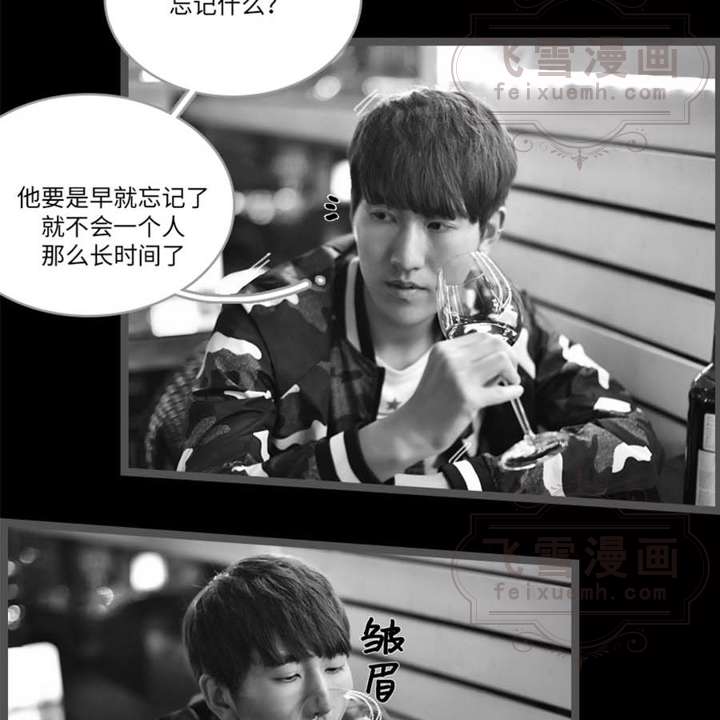 忘记什么？
飞雪漫画
feixuemh.com
他要是早就忘记了
就不会一个人
那么长时间了
飞雪漫画
feixuemh.com
皱
眉